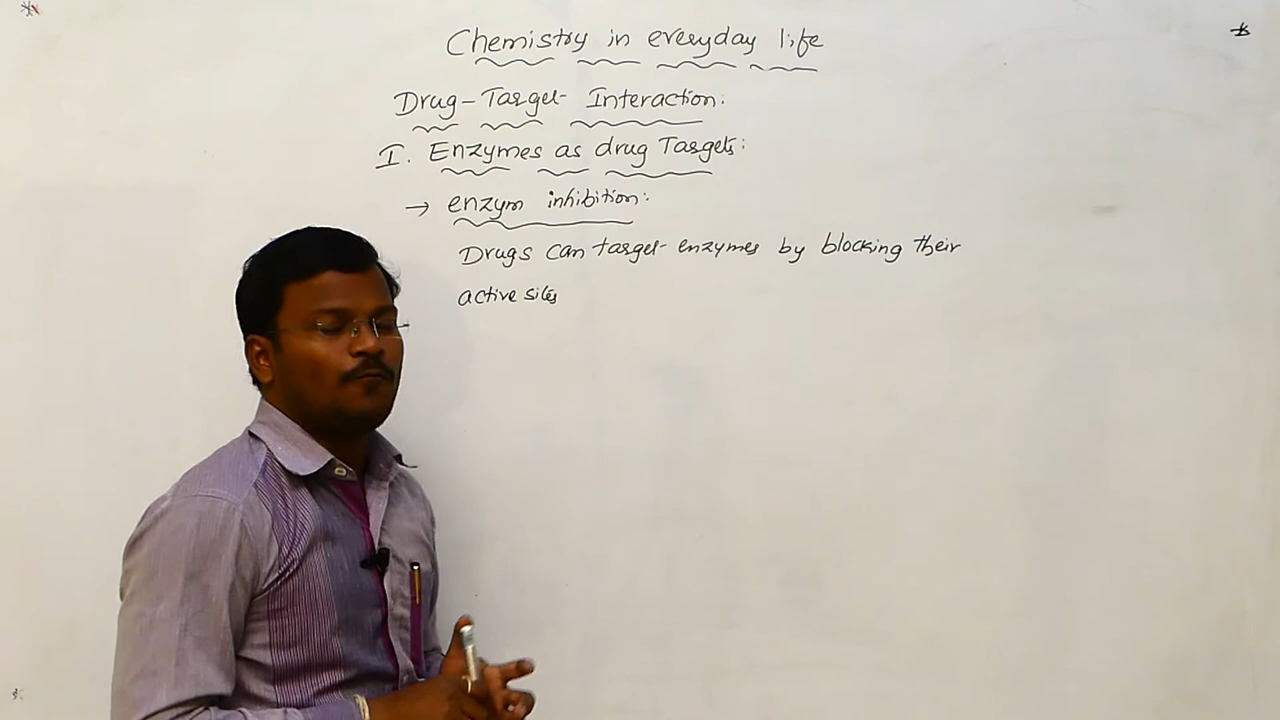 Chemistry in everyday life
Drug-Target Interaction:
I. Enzymes as drug Targets:
→ enzym inhibition:
Drugs can target enzymes by blocking their
active sites